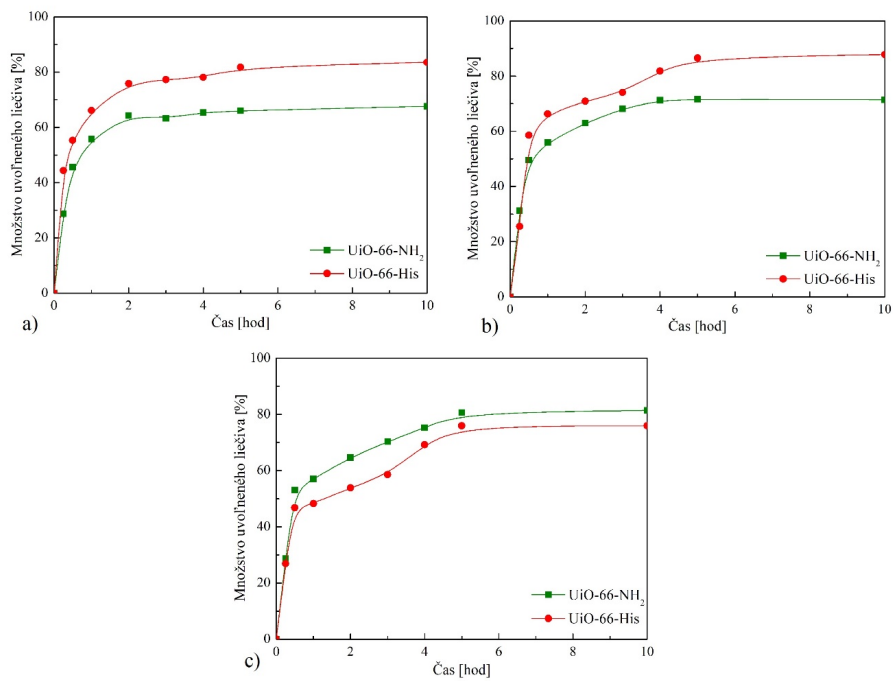 100
80
60
40
20
0
Množstvo uvoľneného liečiva [%]
UiO-66-NH2
UiO-66-His
0 2 4 6 8 10
Čas [hod]
a)
100
80
60
40
20
0
Množstvo uvoľneného liečiva [%]
UiO-66-NH2
UiO-66-His
0 2 4 6 8 10
Čas [hod]
b)
100
80
60
40
20
0
Množstvo uvoľneného liečiva [%]
UiO-66-NH2
UiO-66-His
0 2 4 6 8 10
Čas [hod]
c)